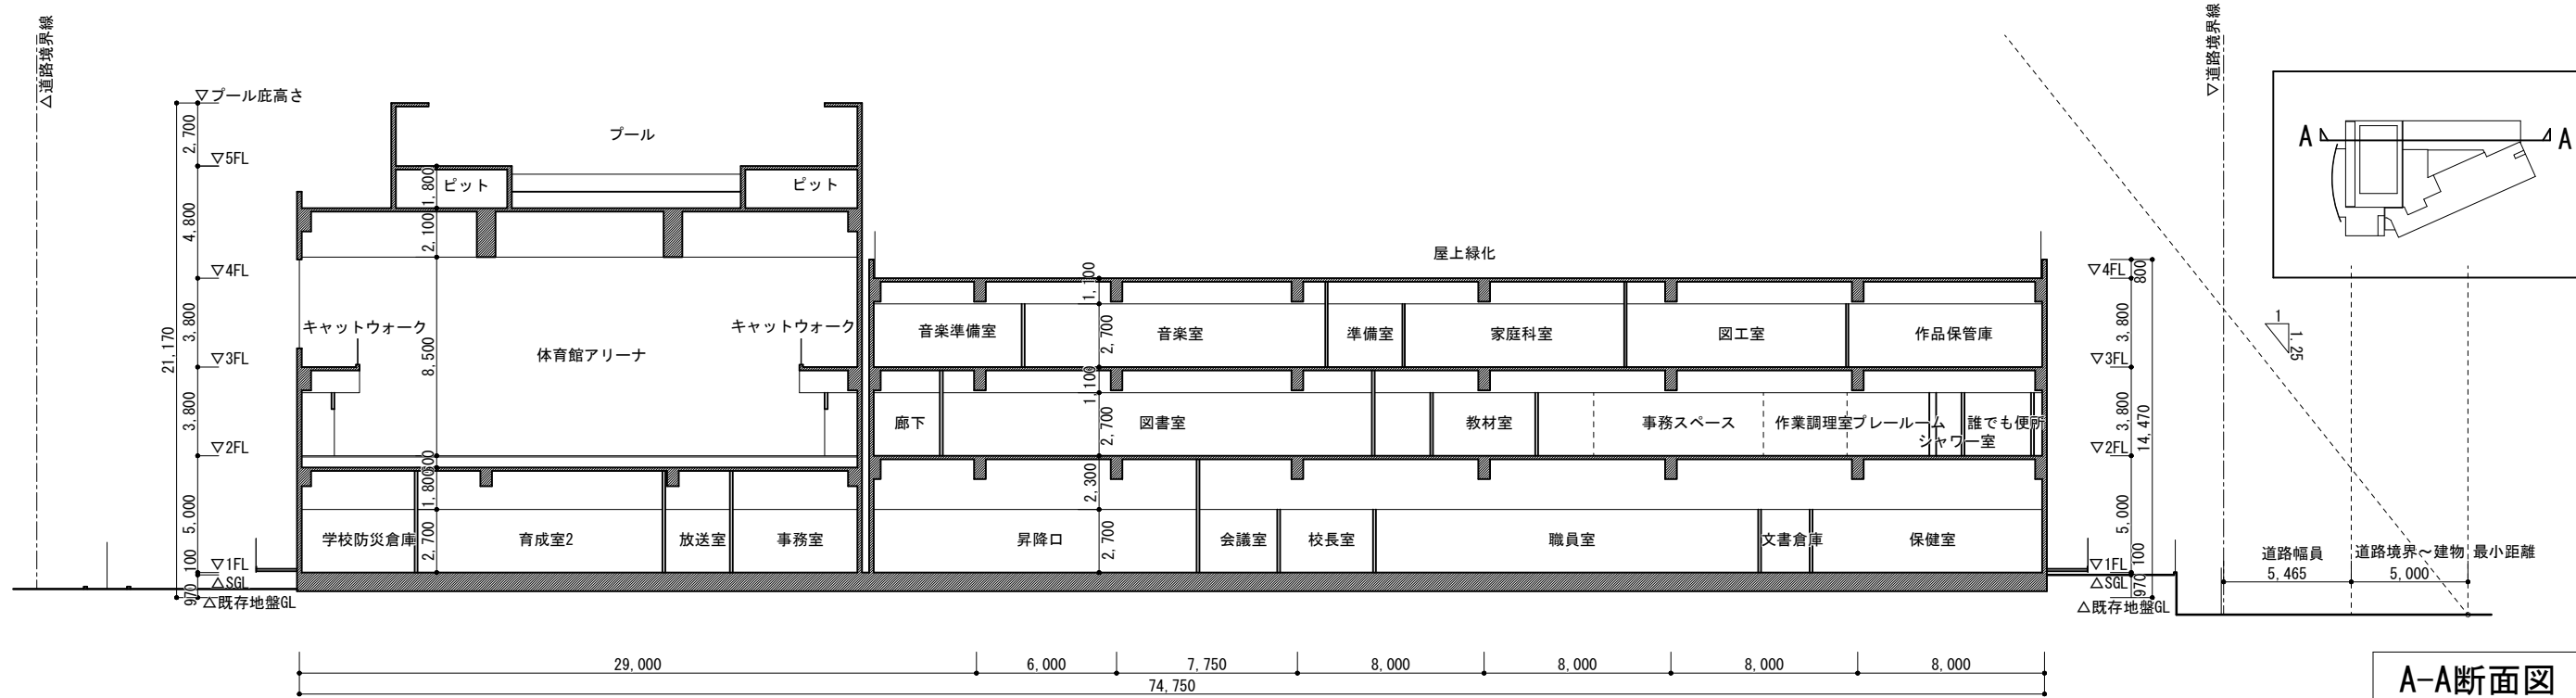 △道路境界線
▽プール庇高さ
プール
2,700
▽5FL
ピット
ピット
1,800
4,800
2,100
▽4FL
屋上緑化
1,100
3,800
キャットウォーク
キャットウォーク
体育館アリーナ
8,500
音楽準備室
音楽室
準備室
家庭科室
図工室
作品保管庫
2,700
21,170
▽3FL
1,100
3,800
廊下
図書室
教材室
事務スペース
作業調理室
プレールーム
シャワー室
誰でも便所
2,700
▽2FL
600
1,800
2,300
5,000
学校防災倉庫
育成室2
放送室
事務室
昇降口
会議室
校長室
職員室
文書倉庫
保健室
2,700
2,700
100
▽1FL
△SGL
970
△既存地盤GL
▽4FL
800
3,800
▽3FL
3,800
14,470
▽2FL
5,000
▽1FL
100
△SGL
970
△既存地盤GL
▽道路境界線
A
A
1
1.25
道路幅員
道路境界～建物 最小距離
5,465
5,000
29,000
6,000
7,750
8,000
8,000
8,000
8,000
74,750
A-A断面図